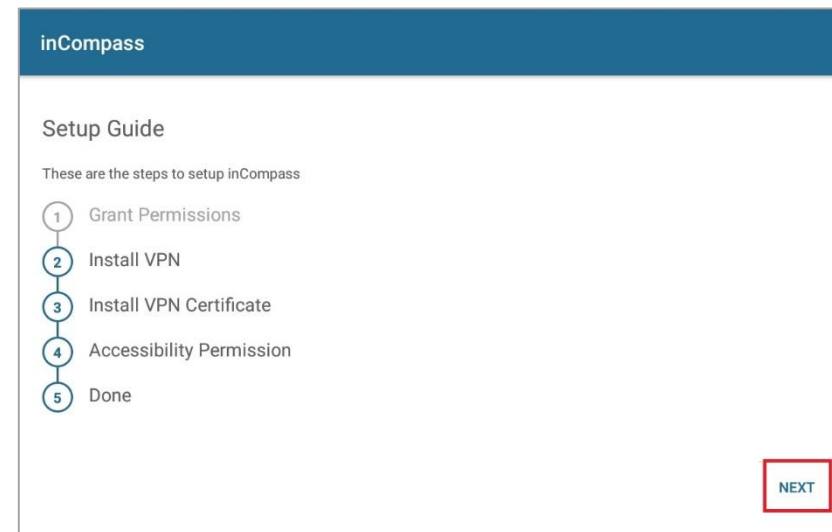 inCompass
Setup Guide
These are the steps to setup inCompass
1 Grant Permissions
2 Install VPN
3 Install VPN Certificate
4 Accessibility Permission
5 Done
NEXT